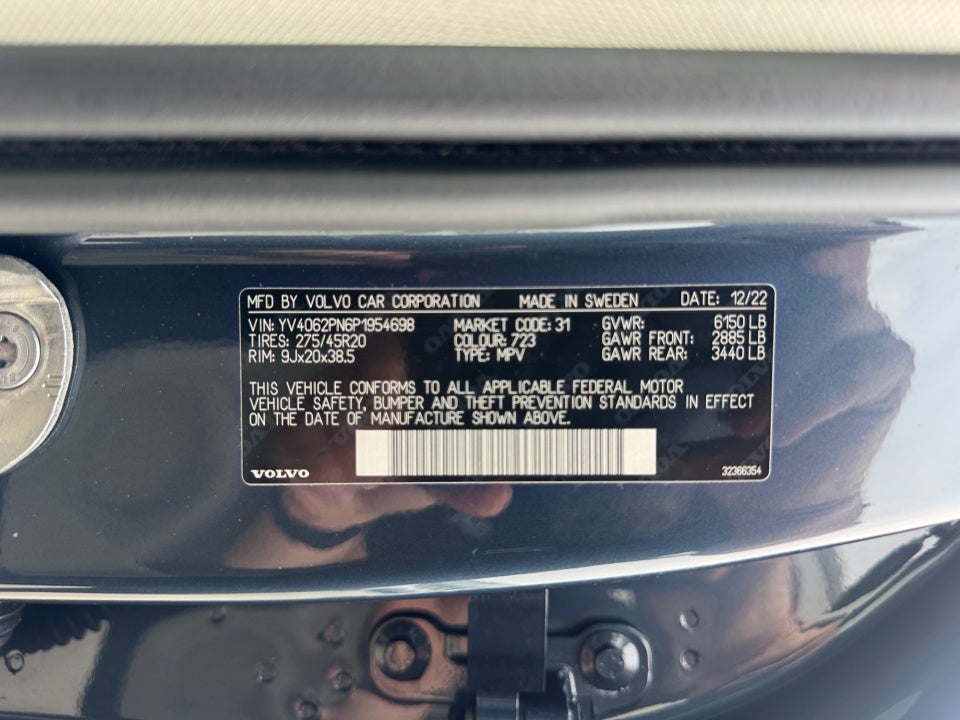 MFD BY VOLVO CAR CORPORATION MADE IN SWEDEN DATE: 12/22
VIN: YV4062PN6P1954698 MARKET CODE: 31 GVWR: 6150 LB
TIRES: 275/45R20 COLOUR: 723 GAWR FRONT: 2885 LB
RIM: 9Jx20x38.5 TYPE: MPV GAWR REAR: 3440 LB
THIS VEHICLE CONFORMS TO ALL APPLICABLE FEDERAL MOTOR
VEHICLE SAFETY, BUMPER AND THEFT PREVENTION STANDARDS IN EFFECT
ON THE DATE OF MANUFACTURE SHOWN ABOVE.
VOLVO 32366354